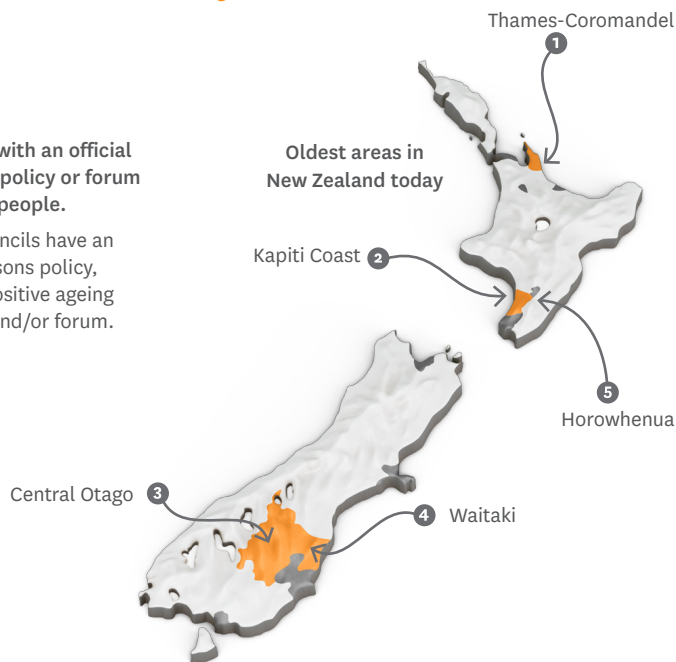 Thames-Coromandel
1
with an official
policy or forum
people.
Oldest areas in
New Zealand today
ncils have an
sons policy,
ositive ageing
nd/or forum.
Kapiti Coast 2
5
Horowhenua
Central Otago 3
4 Waitaki